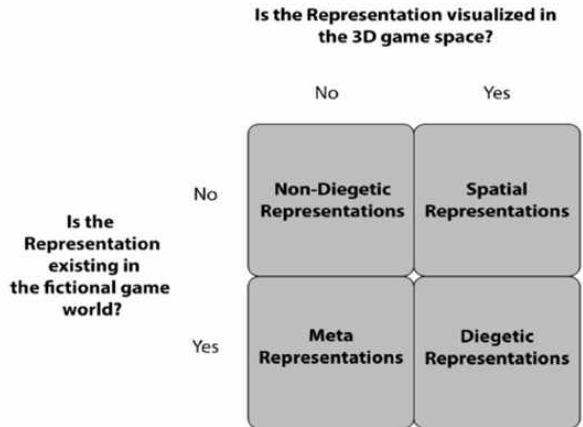 Is the Representation visualized in
the 3D game space?
No
Yes
No
Non-Diegetic
Representations
Spatial
Representations
Is the
Representation
existing in
the fictional game
world?
Yes
Meta
Representations
Diegetic
Representations